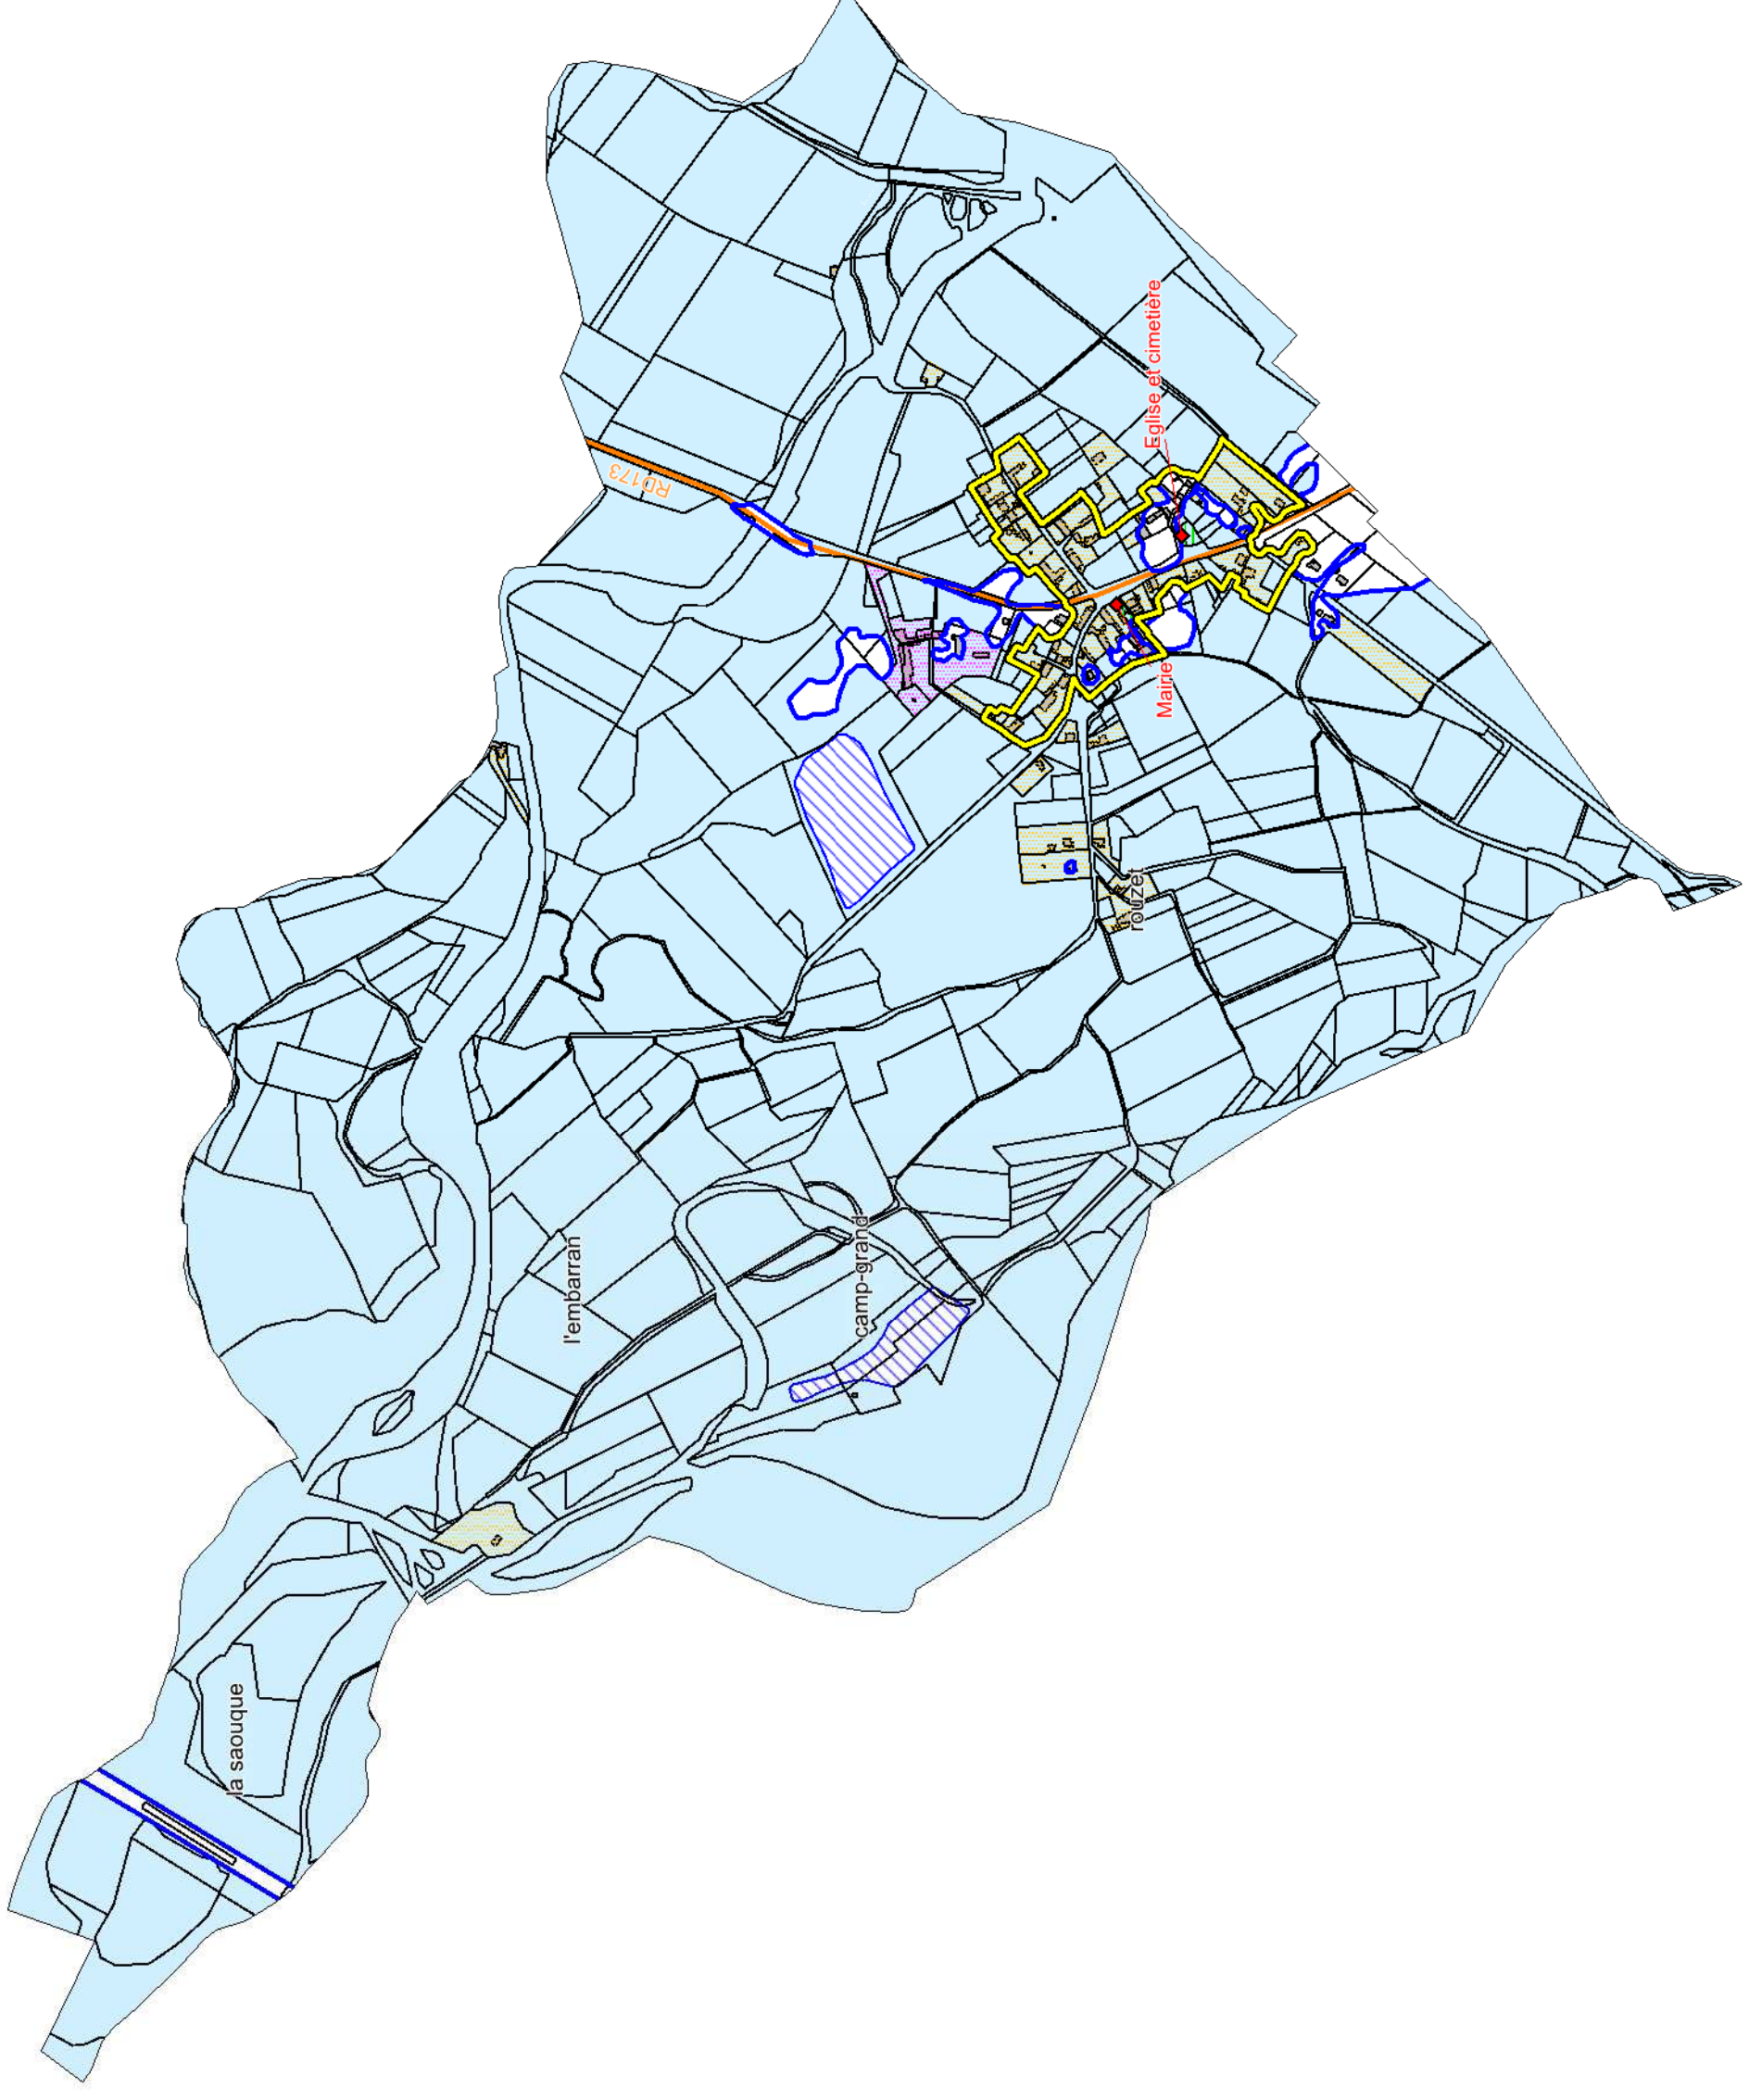 RD173
Eglise et cimetière
Mairie
rouzet
l'embarran
camp-grand
la saouque